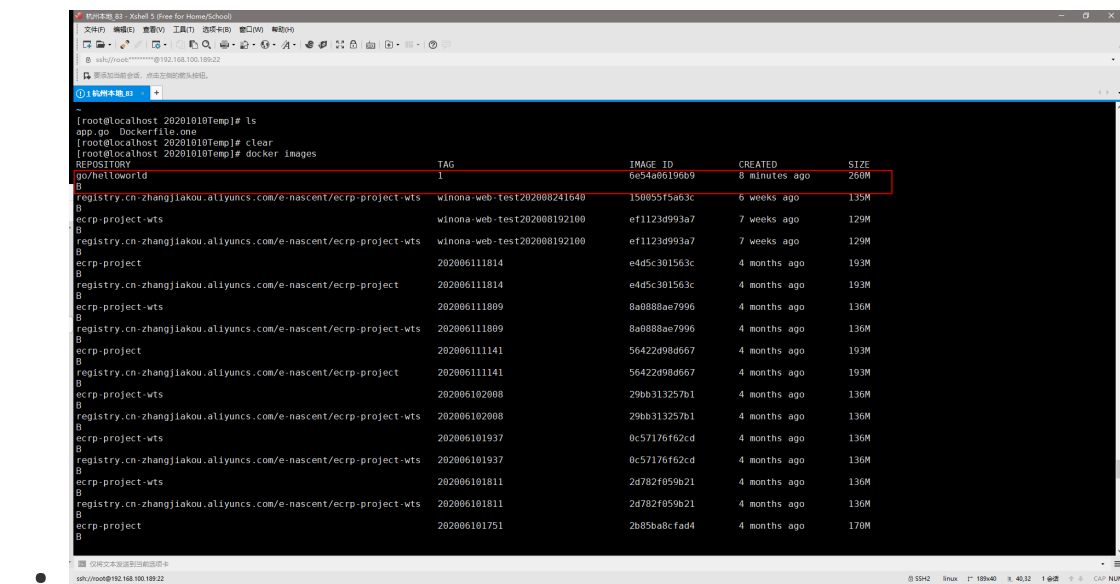 杭州本地_83 - Xshell 5 (Free for Home/School)
文件(F) 编辑(E) 查看(V) 工具(T) 选项卡(B) 窗口(W) 帮助(H)
ssh://root:*********@192.168.100.189:22
要添加当前会话，点击左侧的箭头按钮。
1 杭州本地_83 × +
~
[root@localhost 20201010Temp]# ls
app.go Dockerfile.one
[root@localhost 20201010Temp]# clear
[root@localhost 20201010Temp]# docker images
REPOSITORY TAG IMAGE ID CREATED SIZE
go/helloworld 1 6e54a06196b9 8 minutes ago 260M
B
registry.cn-zhangjiakou.aliyuncs.com/e-nascent/ecrp-project-wts winona-web-test202008241640 150055f5a63c 6 weeks ago 135M
B
ecrp-project-wts winona-web-test202008192100 ef1123d993a7 7 weeks ago 129M
B
registry.cn-zhangjiakou.aliyuncs.com/e-nascent/ecrp-project-wts winona-web-test202008192100 ef1123d993a7 7 weeks ago 129M
B
ecrp-project 202006111814 e4d5c301563c 4 months ago 193M
B
registry.cn-zhangjiakou.aliyuncs.com/e-nascent/ecrp-project 202006111814 e4d5c301563c 4 months ago 193M
B
ecrp-project-wts 202006111809 8a0888ae7996 4 months ago 136M
B
registry.cn-zhangjiakou.aliyuncs.com/e-nascent/ecrp-project-wts 202006111809 8a0888ae7996 4 months ago 136M
B
ecrp-project 202006111141 56422d98d667 4 months ago 193M
B
registry.cn-zhangjiakou.aliyuncs.com/e-nascent/ecrp-project 202006111141 56422d98d667 4 months ago 193M
B
ecrp-project-wts 202006102008 29bb313257b1 4 months ago 136M
B
registry.cn-zhangjiakou.aliyuncs.com/e-nascent/ecrp-project-wts 202006102008 29bb313257b1 4 months ago 136M
B
ecrp-project-wts 202006101937 0c57176f62cd 4 months ago 136M
B
registry.cn-zhangjiakou.aliyuncs.com/e-nascent/ecrp-project-wts 202006101937 0c57176f62cd 4 months ago 136M
B
ecrp-project-wts 202006101811 2d782f059b21 4 months ago 136M
B
registry.cn-zhangjiakou.aliyuncs.com/e-nascent/ecrp-project-wts 202006101811 2d782f059b21 4 months ago 136M
B
ecrp-project 202006101751 2b85ba8cfad4 4 months ago 170M
B
仅将文本发送到当前选项卡
ssh://root@192.168.100.189:22 SSH2 linux 189x40 40,32 1 会话 CAP NUM